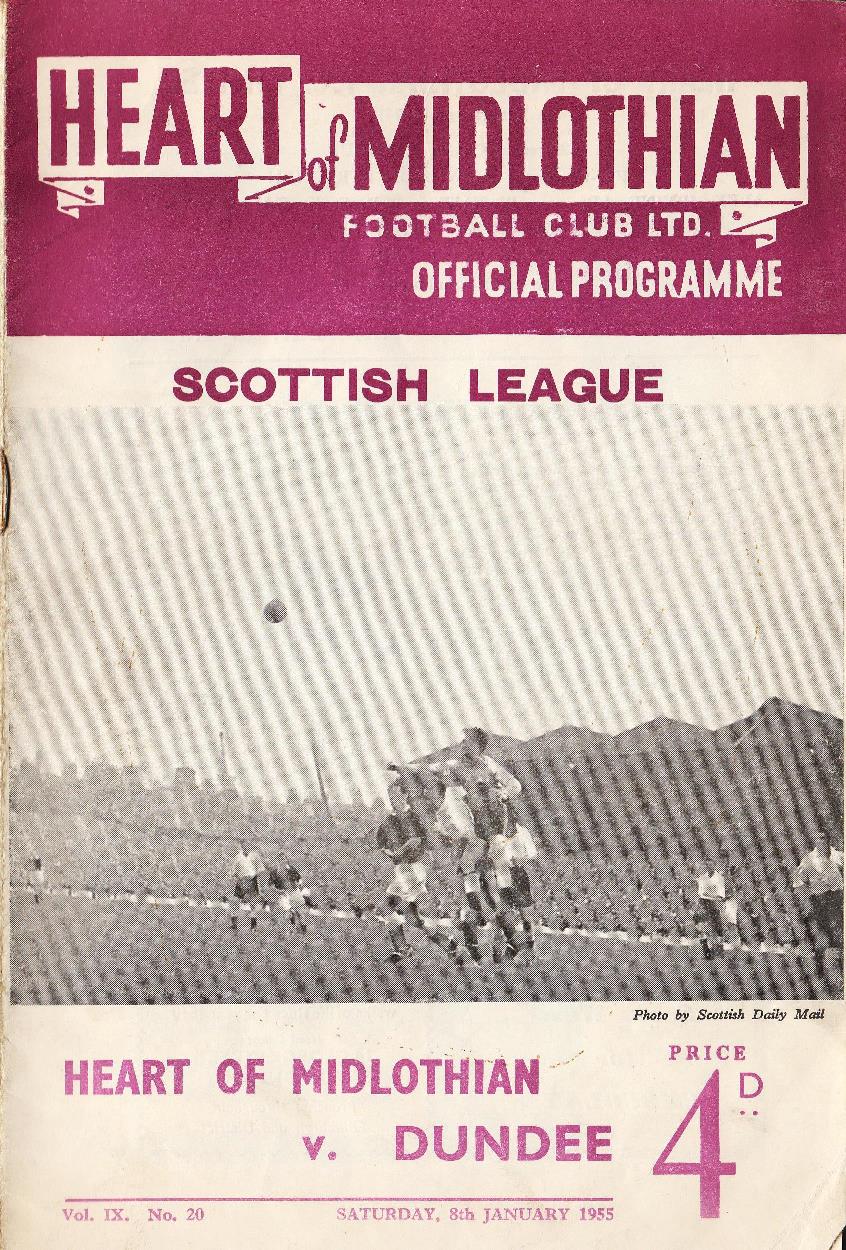 HEART
of MIDLOTHIAN
FOOTBALL CLUB LTD.
OFFICIAL PROGRAMME
SCOTTISH LEAGUE
Photo by Scottish Daily Mail
HEART OF MIDLOTHIAN
v. DUNDEE
PRICE
4D
Vol. IX. No. 20 SATURDAY, 8th JANUARY 1955